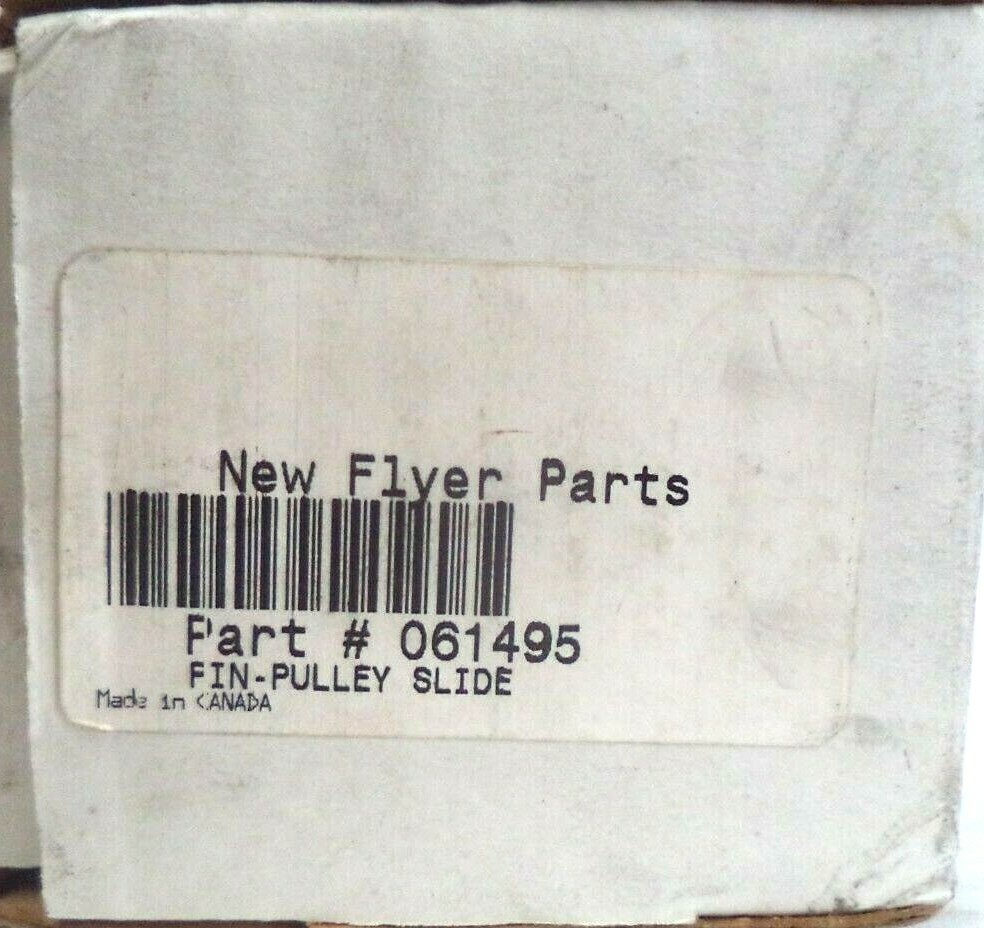 New Flyer Parts
Part # 061495
FIN-PULLEY SLIDE
Made in CANADA